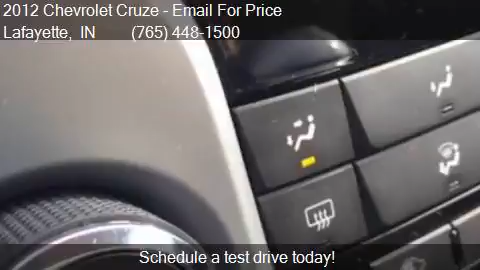 2012 Chevrolet Cruze - Email For Price
Lafayette, IN (765) 448-1500
Schedule a test drive today!